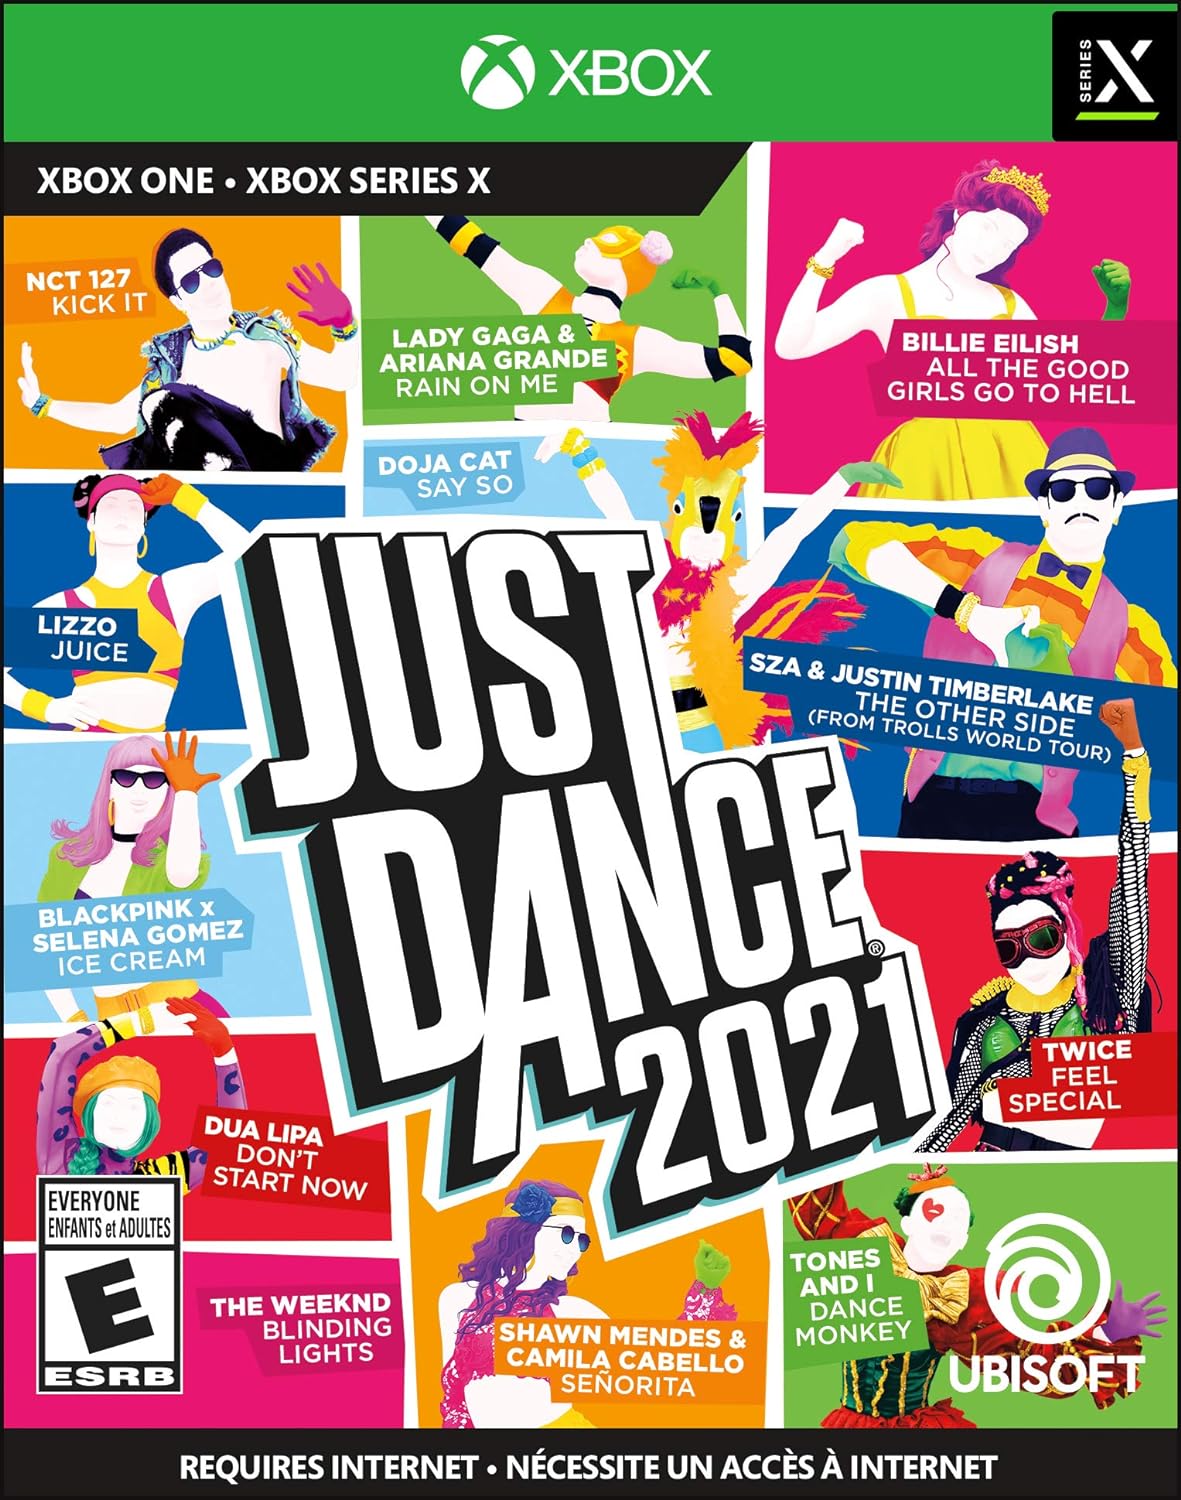 XBOX
SERIES X
XBOX ONE • XBOX SERIES X
NCT 127
KICK IT
LADY GAGA &
ARIANA GRANDE
RAIN ON ME
BILLIE EILISH
ALL THE GOOD
GIRLS GO TO HELL
DOJA CAT
SAY SO
LIZZO
JUICE
SZA & JUSTIN TIMBERLAKE
THE OTHER SIDE
(FROM TROLLS WORLD TOUR)
JUST
DANCE®
2021
BLACKPINK x
SELENA GOMEZ
ICE CREAM
TWICE
FEEL
SPECIAL
DUA LIPA
DON'T
START NOW
EVERYONE
ENFANTS et ADULTES
E
ESRB
THE WEEKND
BLINDING
LIGHTS
SHAWN MENDES &
CAMILA CABELLO
SEÑORITA
TONES
AND I
DANCE
MONKEY
UBISOFT
REQUIRES INTERNET • NÉCESSITE UN ACCÈS À INTERNET